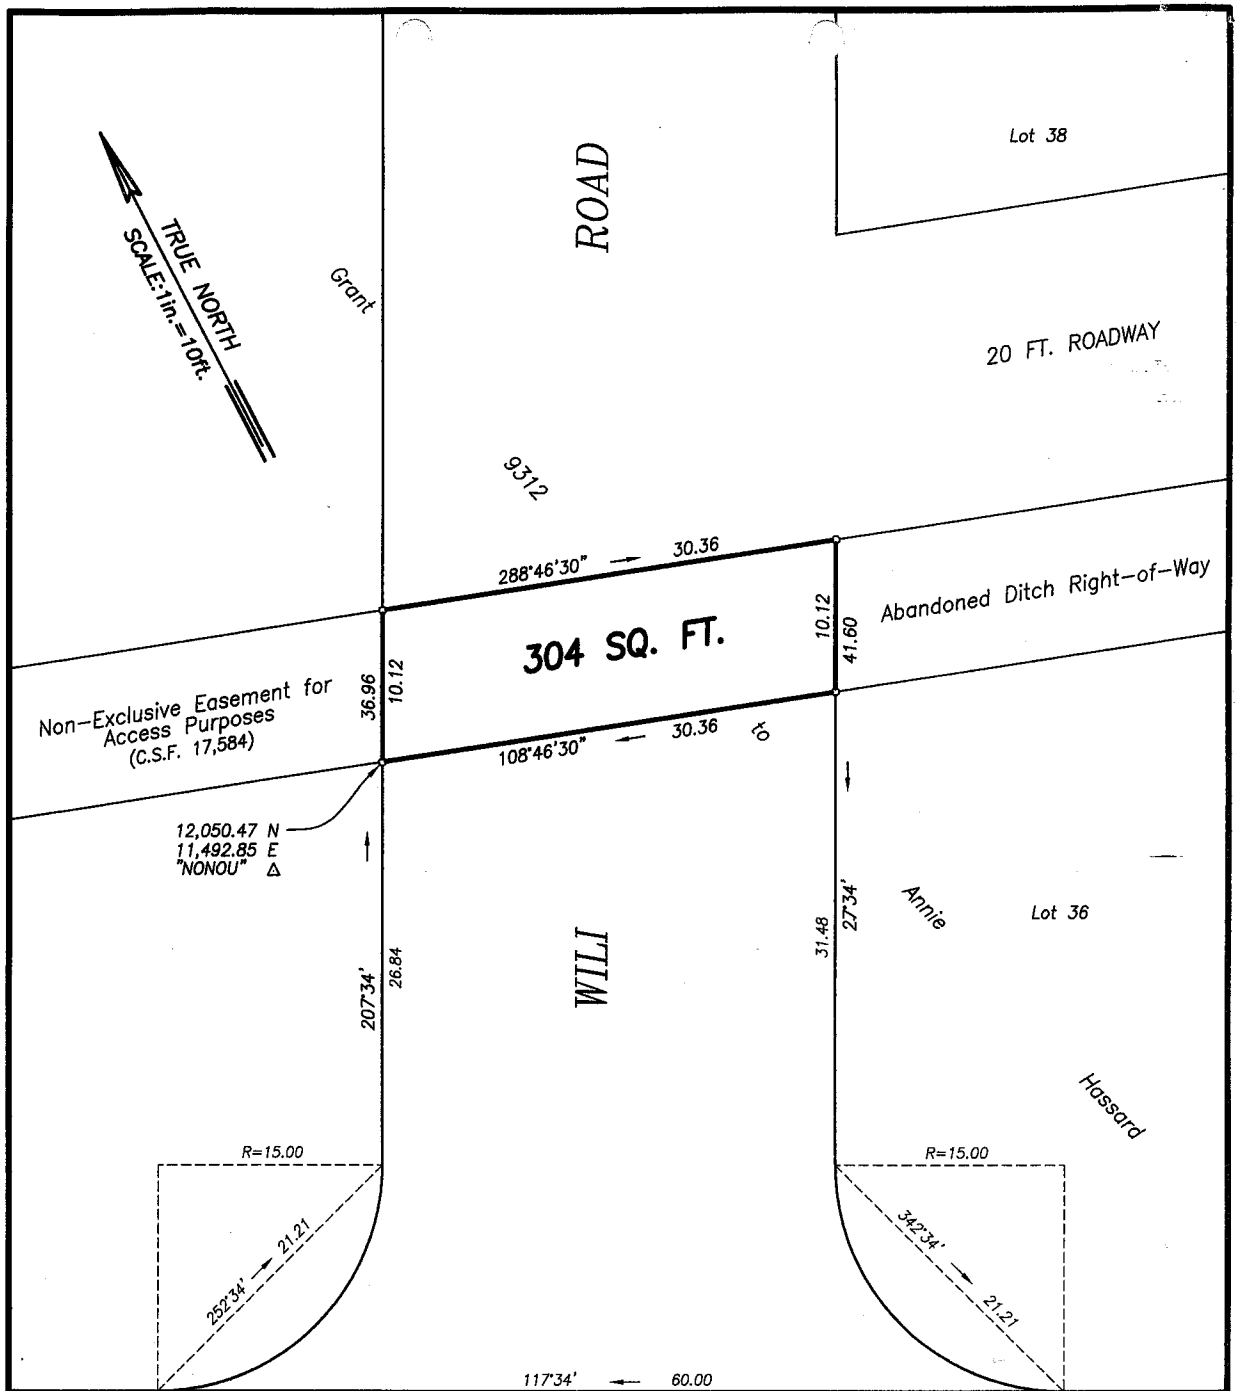 Lot 38
ROAD
TRUE NORTH
SCALE:1in.=10ft.
Grant
20 FT. ROADWAY
9312
288°46'30" 30.36
10.12
41.60
Abandoned Ditch Right-of-Way
304 SQ. FT.
36.96
10.12
Non-Exclusive Easement for
Access Purposes
(C.S.F. 17,584)
108°46'30" 30.36
to
12,050.47 N
11,492.85 E
"NONOU" △
207°34'
26.84
WILI
31.48
27°34'
Annie
Lot 36
Hassard
R=15.00
R=15.00
252°34' 21.21
342°34' 21.21
117°34' 60.00